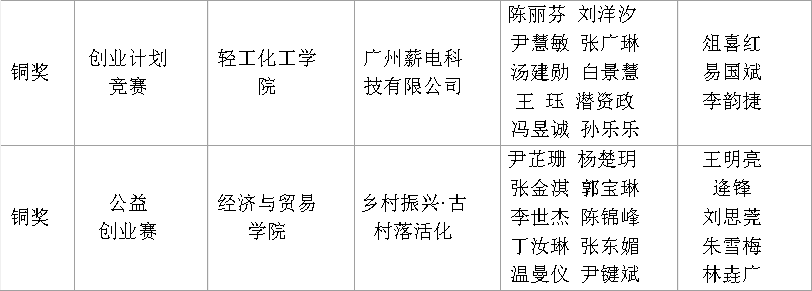 铜奖
创业计划
竞赛
轻工化工学
院
广州薪电科
技有限公司
陈丽芬 刘洋汐
尹慧敏 张广琳
汤建勋 白景慧
王 珏 潜资政
冯昱诚 孙乐乐
俎喜红
易国斌
李韵捷
铜奖
公益
创业赛
经济与贸易
学院
乡村振兴·古
村落活化
尹芷珊 杨楚玥
张金淇 郭宝琳
李世杰 陈锦峰
丁汝琳 张东媚
温曼仪 尹键斌
王明亮
逄锋
刘思莞
朱雪梅
林垚广